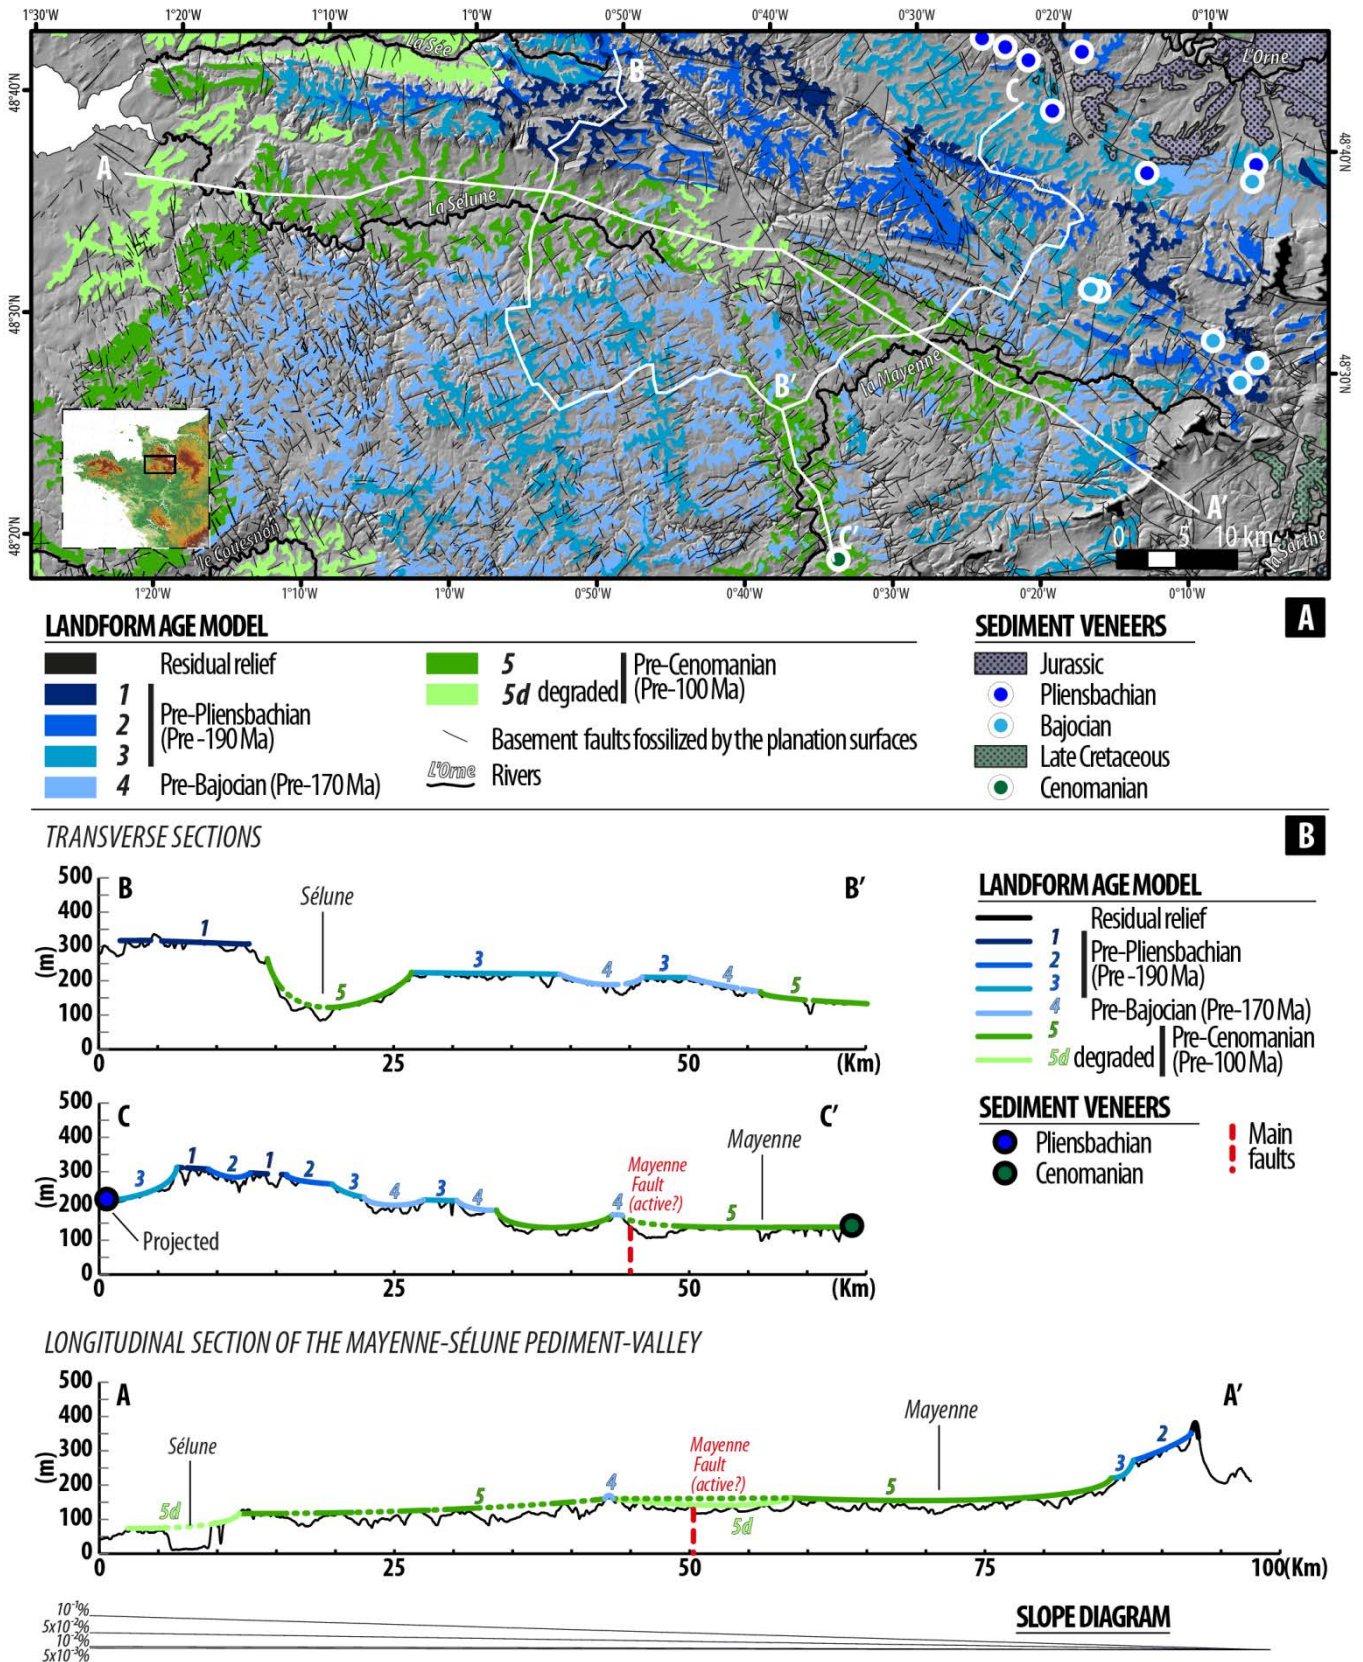 1°30'W 1°20'W 1°10'W 1°0'W 0°50'W 0°40'W 0°30'W 0°20'W 0°10'W
La Sée
B
L'Orne
48°40'N
C
48°40'N
A
La Sélune
48°30'N
B'
la Mayenne
48°30'N
A'
0 5 10 km
48°20'N
le Couesnon
C'
la Sarthe
1°20'W 1°10'W 1°0'W 0°50'W 0°40'W 0°30'W 0°20'W 0°10'W
A
LANDFORM AGE MODEL
Residual relief
1
2
3
Pre-Pliensbachian
(Pre-190 Ma)
4 Pre-Bajocian (Pre-170 Ma)
5
5d degraded
Pre-Cenomanian
(Pre-100 Ma)
Basement faults fossilized by the planation surfaces
L'Orne Rivers
SEDIMENT VENEERS
Jurassic
Pliensbachian
Bajocian
Late Cretaceous
Cenomanian
B
TRANSVERSE SECTIONS
500
400
300
200
100
0
(m)
B B'
Sélune
1 5 3 4 3 4 5
0 25 50 (Km)
500
400
300
200
100
0
(m)
C C'
Mayenne
Mayenne
Fault
(active?)
3 1 2 1 2 3 4 3 4 4 5
Projected
0 25 50 (Km)
LANDFORM AGE MODEL
Residual relief
1
2
3
Pre-Pliensbachian
(Pre-190 Ma)
4 Pre-Bajocian (Pre-170 Ma)
5
5d degraded
Pre-Cenomanian
(Pre-100 Ma)
SEDIMENT VENEERS
Pliensbachian
Cenomanian
Main
faults
LONGITUDINAL SECTION OF THE MAYENNE-SÉLUNE PEDIMENT-VALLEY
500
400
300
200
100
0
(m)
A A'
Sélune
Mayenne
Fault
(active?)
Mayenne
5d 5 4 5d 5 3 2
0 25 50 75 100(Km)
10⁻¹%
5x10⁻²%
10⁻²%
5x10⁻³%
SLOPE DIAGRAM